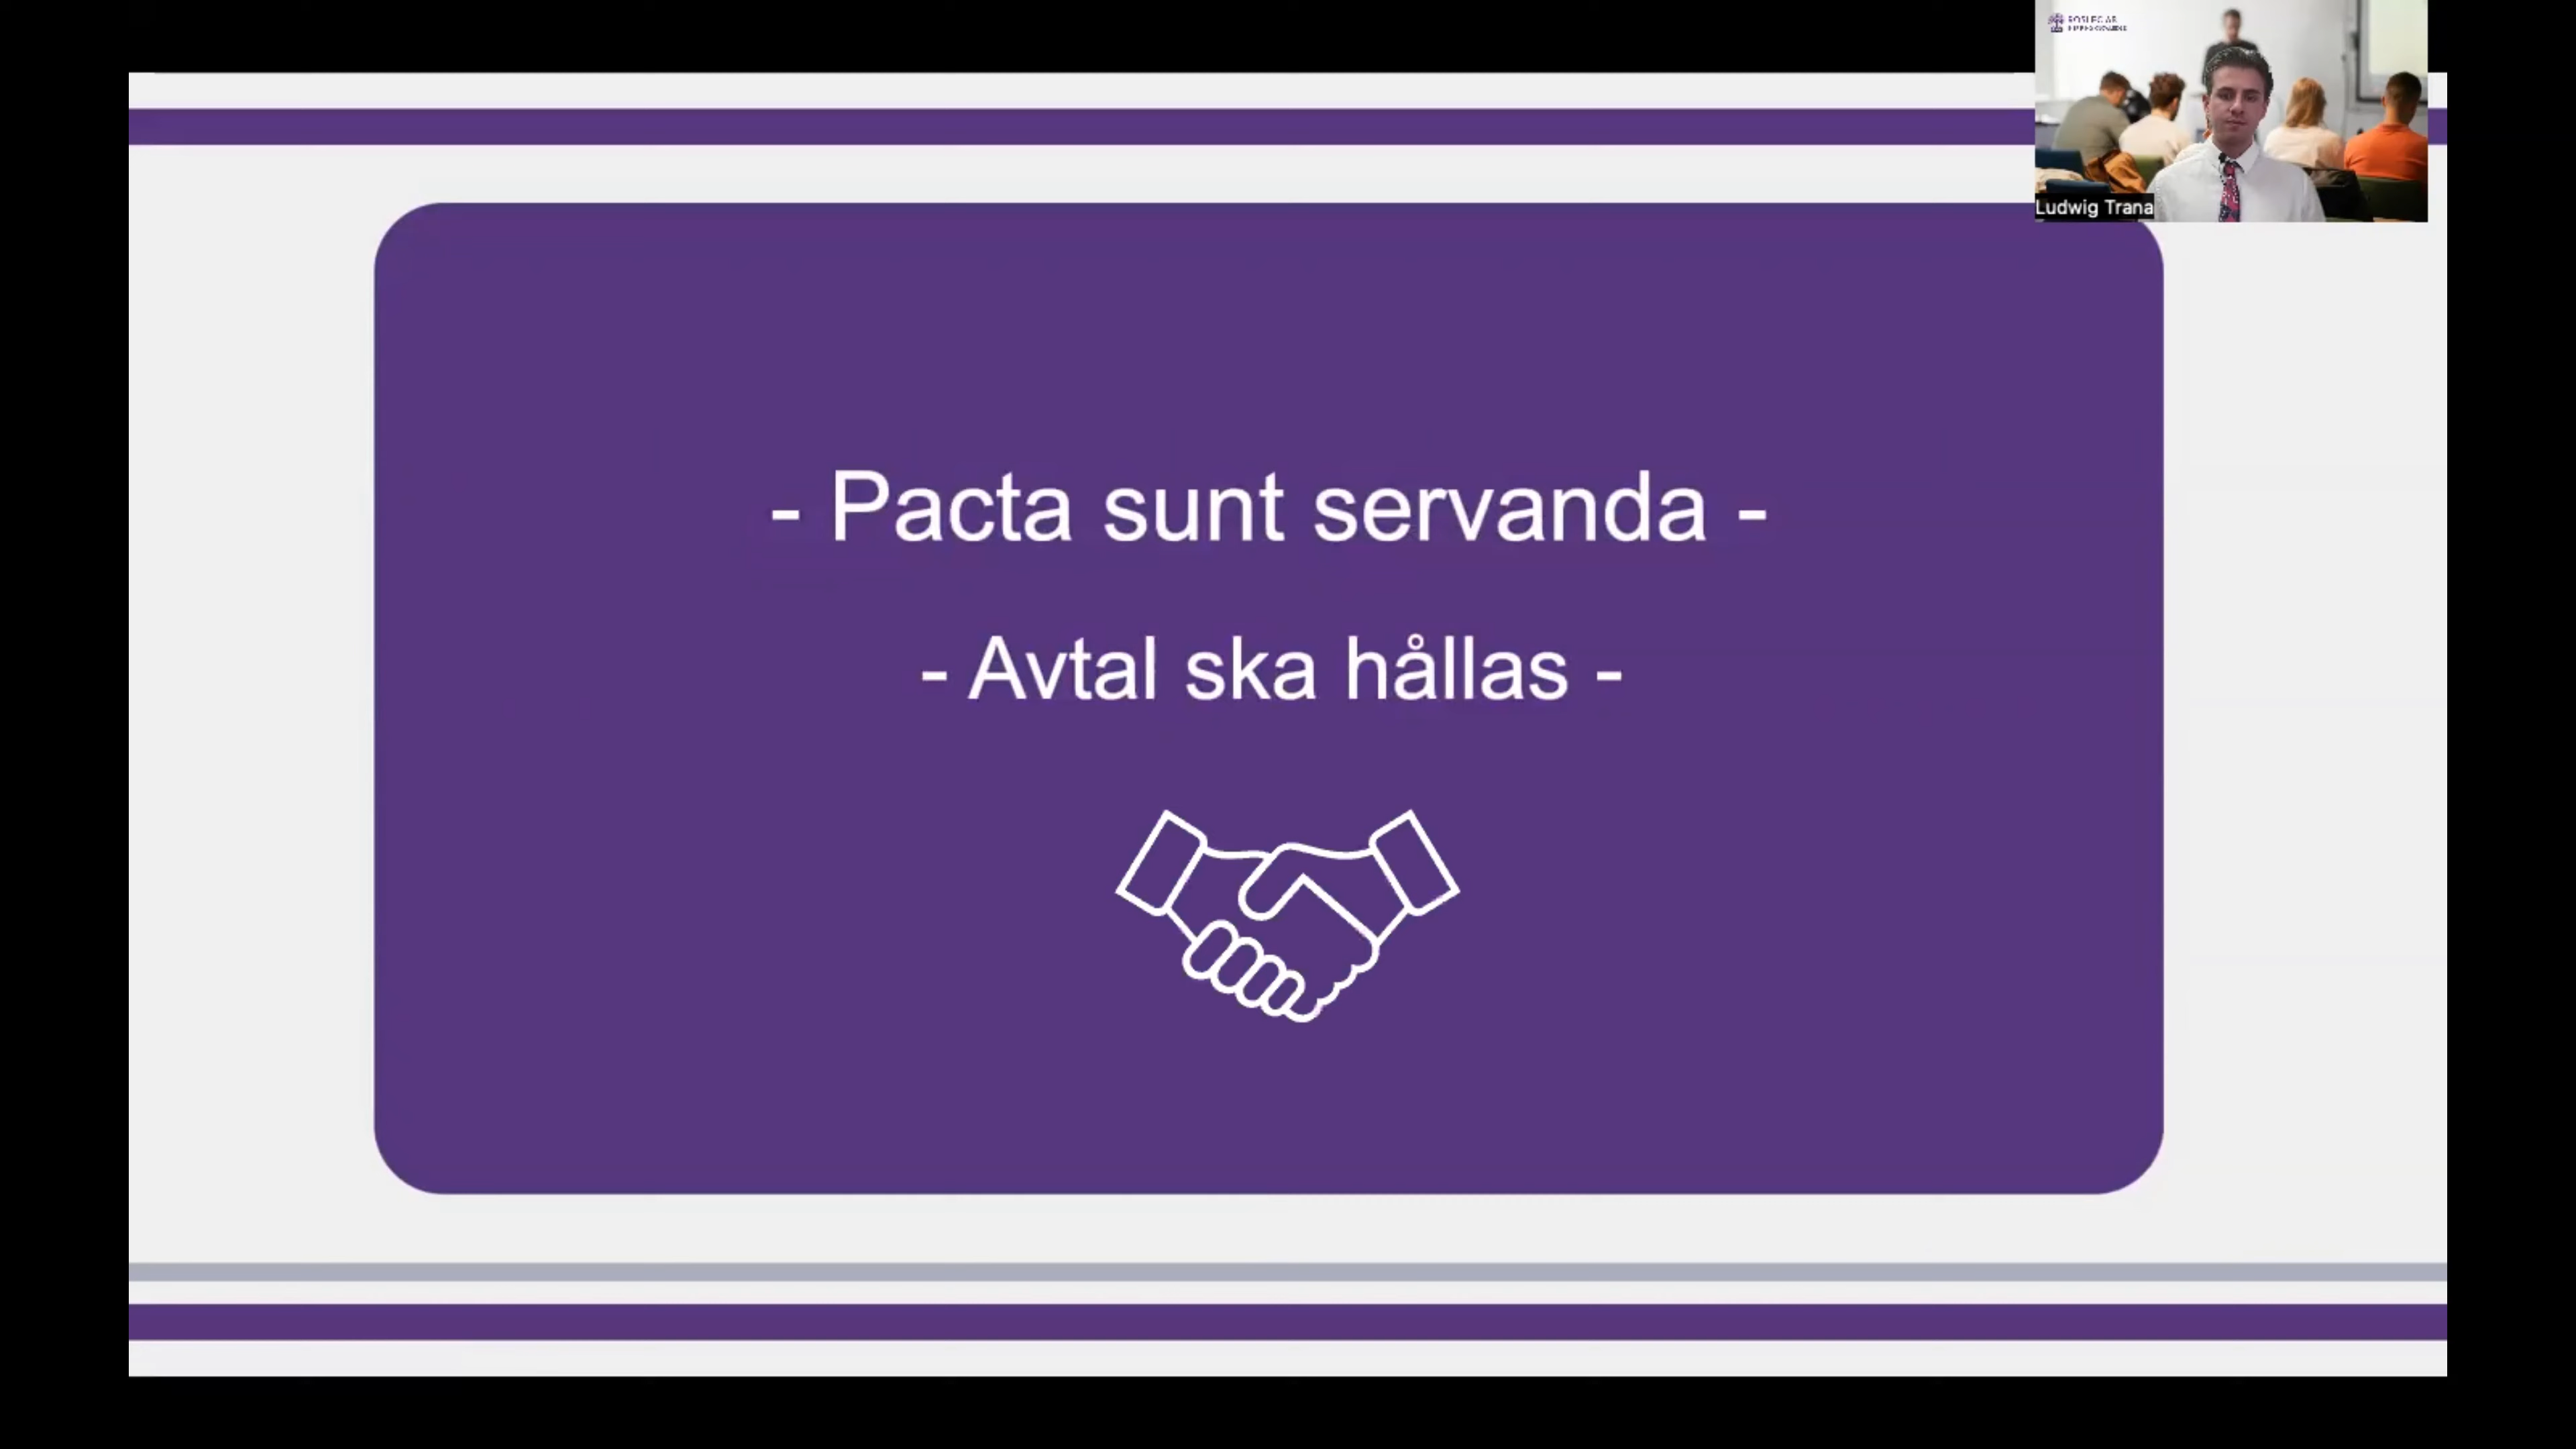 - Pacta sunt servanda -
- Avtal ska hållas -
Ludwig Trana